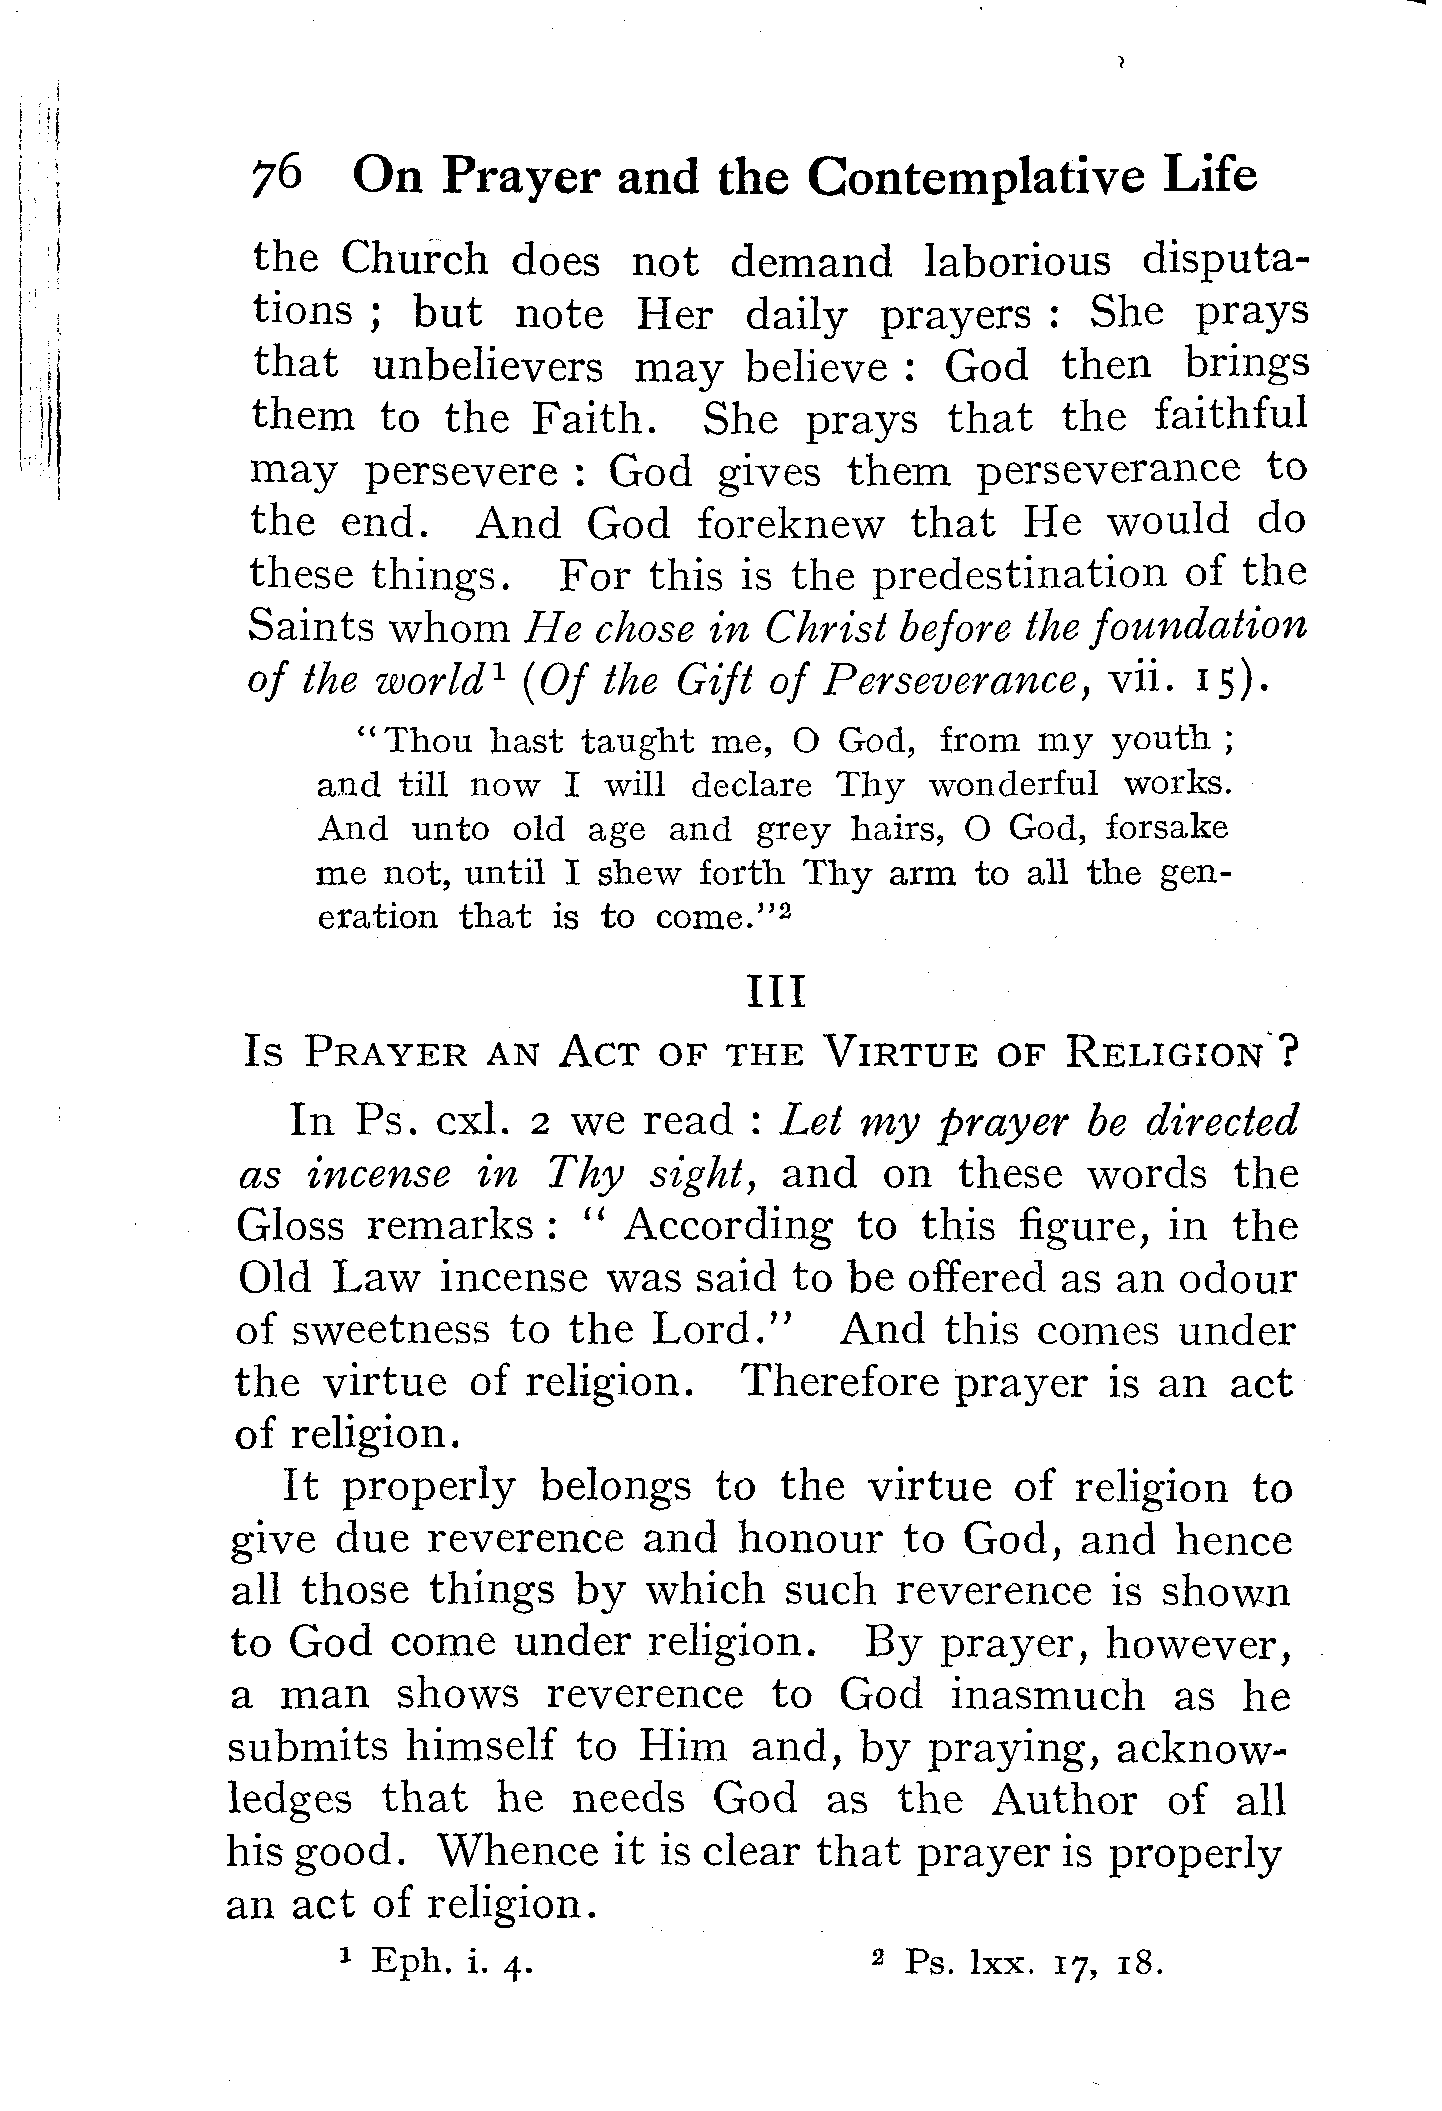 76 On Prayer and the Contemplative Life
the Church does not demand laborious disputa-
tions ; but note Her daily prayers : She prays
that unbelievers may believe : God then brings
them to the Faith. She prays that the faithful
may persevere : God gives them perseverance to
the end. And God foreknew that He would do
these things. For this is the predestination of the
Saints whom He chose in Christ before the foundation
of the world¹ (Of the Gift of Perseverance, vii. 15).
“Thou hast taught me, O God, from my youth ;
and till now I will declare Thy wonderful works.
And unto old age and grey hairs, O God, forsake
me not, until I shew forth Thy arm to all the gen-
eration that is to come.”²
III
Is Prayer an Act of the Virtue of Religion ?
In Ps. cxl. 2 we read : Let my prayer be directed
as incense in Thy sight, and on these words the
Gloss remarks : “ According to this figure, in the
Old Law incense was said to be offered as an odour
of sweetness to the Lord.” And this comes under
the virtue of religion. Therefore prayer is an act
of religion.
It properly belongs to the virtue of religion to
give due reverence and honour to God, and hence
all those things by which such reverence is shown
to God come under religion. By prayer, however,
a man shows reverence to God inasmuch as he
submits himself to Him and, by praying, acknow-
ledges that he needs God as the Author of all
his good. Whence it is clear that prayer is properly
an act of religion.
¹ Eph. i. 4. ² Ps. lxx. 17, 18.